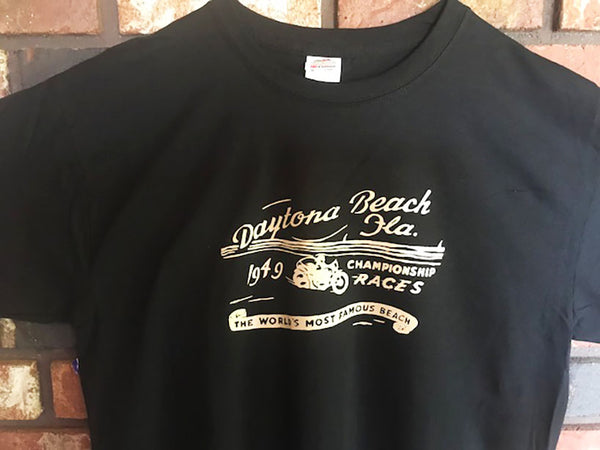 Daytona Beach
Fla.
1949 CHAMPIONSHIP
RACES
THE WORLD'S MOST FAMOUS BEACH